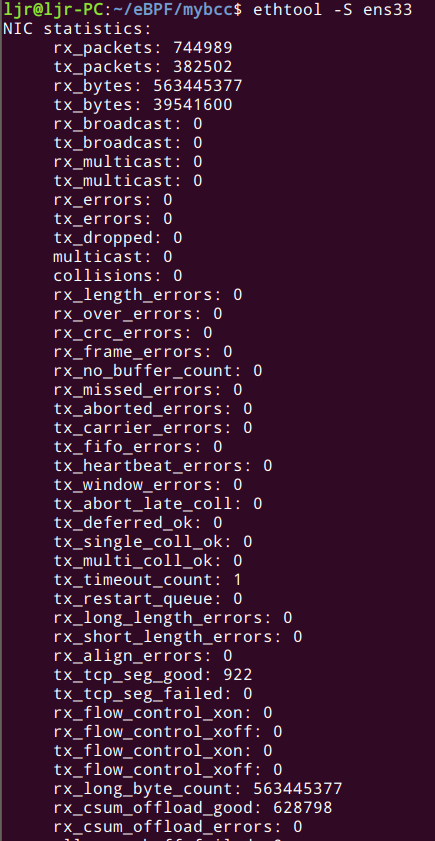 ljr@ljr-PC:~/eBPF/mybcc$ ethtool -S ens33
NIC statistics:
rx_packets: 744989
tx_packets: 382502
rx_bytes: 563445377
tx_bytes: 39541600
rx_broadcast: 0
tx_broadcast: 0
rx_multicast: 0
tx_multicast: 0
rx_errors: 0
tx_errors: 0
tx_dropped: 0
multicast: 0
collisions: 0
rx_length_errors: 0
rx_over_errors: 0
rx_crc_errors: 0
rx_frame_errors: 0
rx_no_buffer_count: 0
rx_missed_errors: 0
tx_aborted_errors: 0
tx_carrier_errors: 0
tx_fifo_errors: 0
tx_heartbeat_errors: 0
tx_window_errors: 0
tx_abort_late_coll: 0
tx_deferred_ok: 0
tx_single_coll_ok: 0
tx_multi_coll_ok: 0
tx_timeout_count: 1
tx_restart_queue: 0
rx_long_length_errors: 0
rx_short_length_errors: 0
rx_align_errors: 0
tx_tcp_seg_good: 922
tx_tcp_seg_failed: 0
rx_flow_control_xon: 0
rx_flow_control_xoff: 0
tx_flow_control_xon: 0
tx_flow_control_xoff: 0
rx_long_byte_count: 563445377
rx_csum_offload_good: 628798
rx_csum_offload_errors: 0